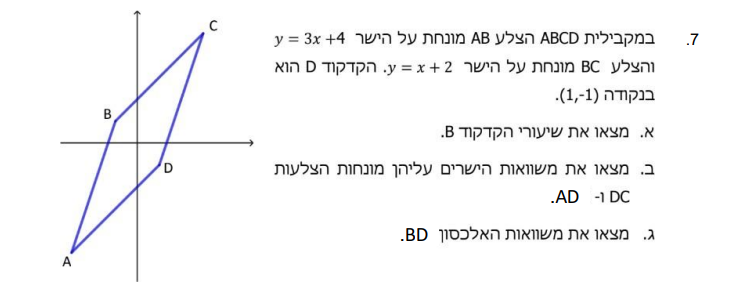 7. במקבילית ABCD הצלע AB מונחת על הישר y = 3x +4
והצלע BC מונחת על הישר y = x + 2. הקדקוד D הוא
בנקודה (1,-1).
א. מצאו את שיעורי הקדקוד B.
ב. מצאו את משוואות הישרים עליהן מונחות הצלעות
DC ו- AD.
ג. מצאו את משוואות האלכסון BD.
C
B
D
A